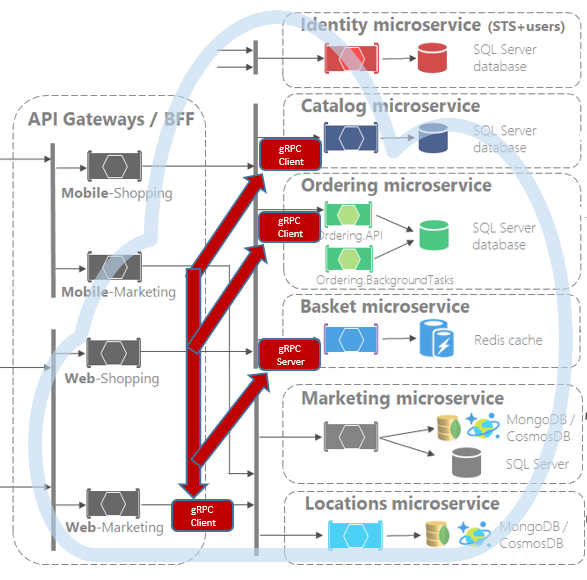 Identity microservice (STS+users)
SQL Server
database
API Gateways / BFF
Mobile-Shopping
Mobile-Marketing
Web-Shopping
Web-Marketing
gRPC
Client
Catalog microservice
gRPC
Client
SQL Server
database
Ordering microservice
gRPC
Client
Ordering.API
Ordering.BackgroundTasks
SQL Server
database
Basket microservice
gRPC
Server
Redis cache
Marketing microservice
MongoDB /
CosmosDB
SQL Server
Locations microservice
MongoDB /
CosmosDB